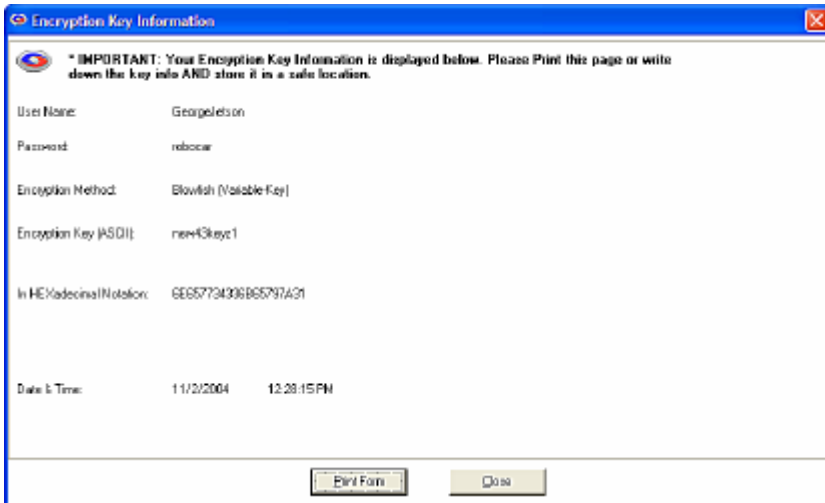 Encryption Key Information
* IMPORTANT: Your Encryption Key Information is displayed below. Please Print this page or write
down the key info AND store it in a safe location.
User Name: GeorgeJetson
Password: robocar
Encryption Method: Blowfish (Variable-Key)
Encryption Key (ASCII): new43keyz1
In HEXadecimal Notation: 6E657734336B65797A31
Date & Time: 11/2/2004 12:28:15 PM
Print Form Close